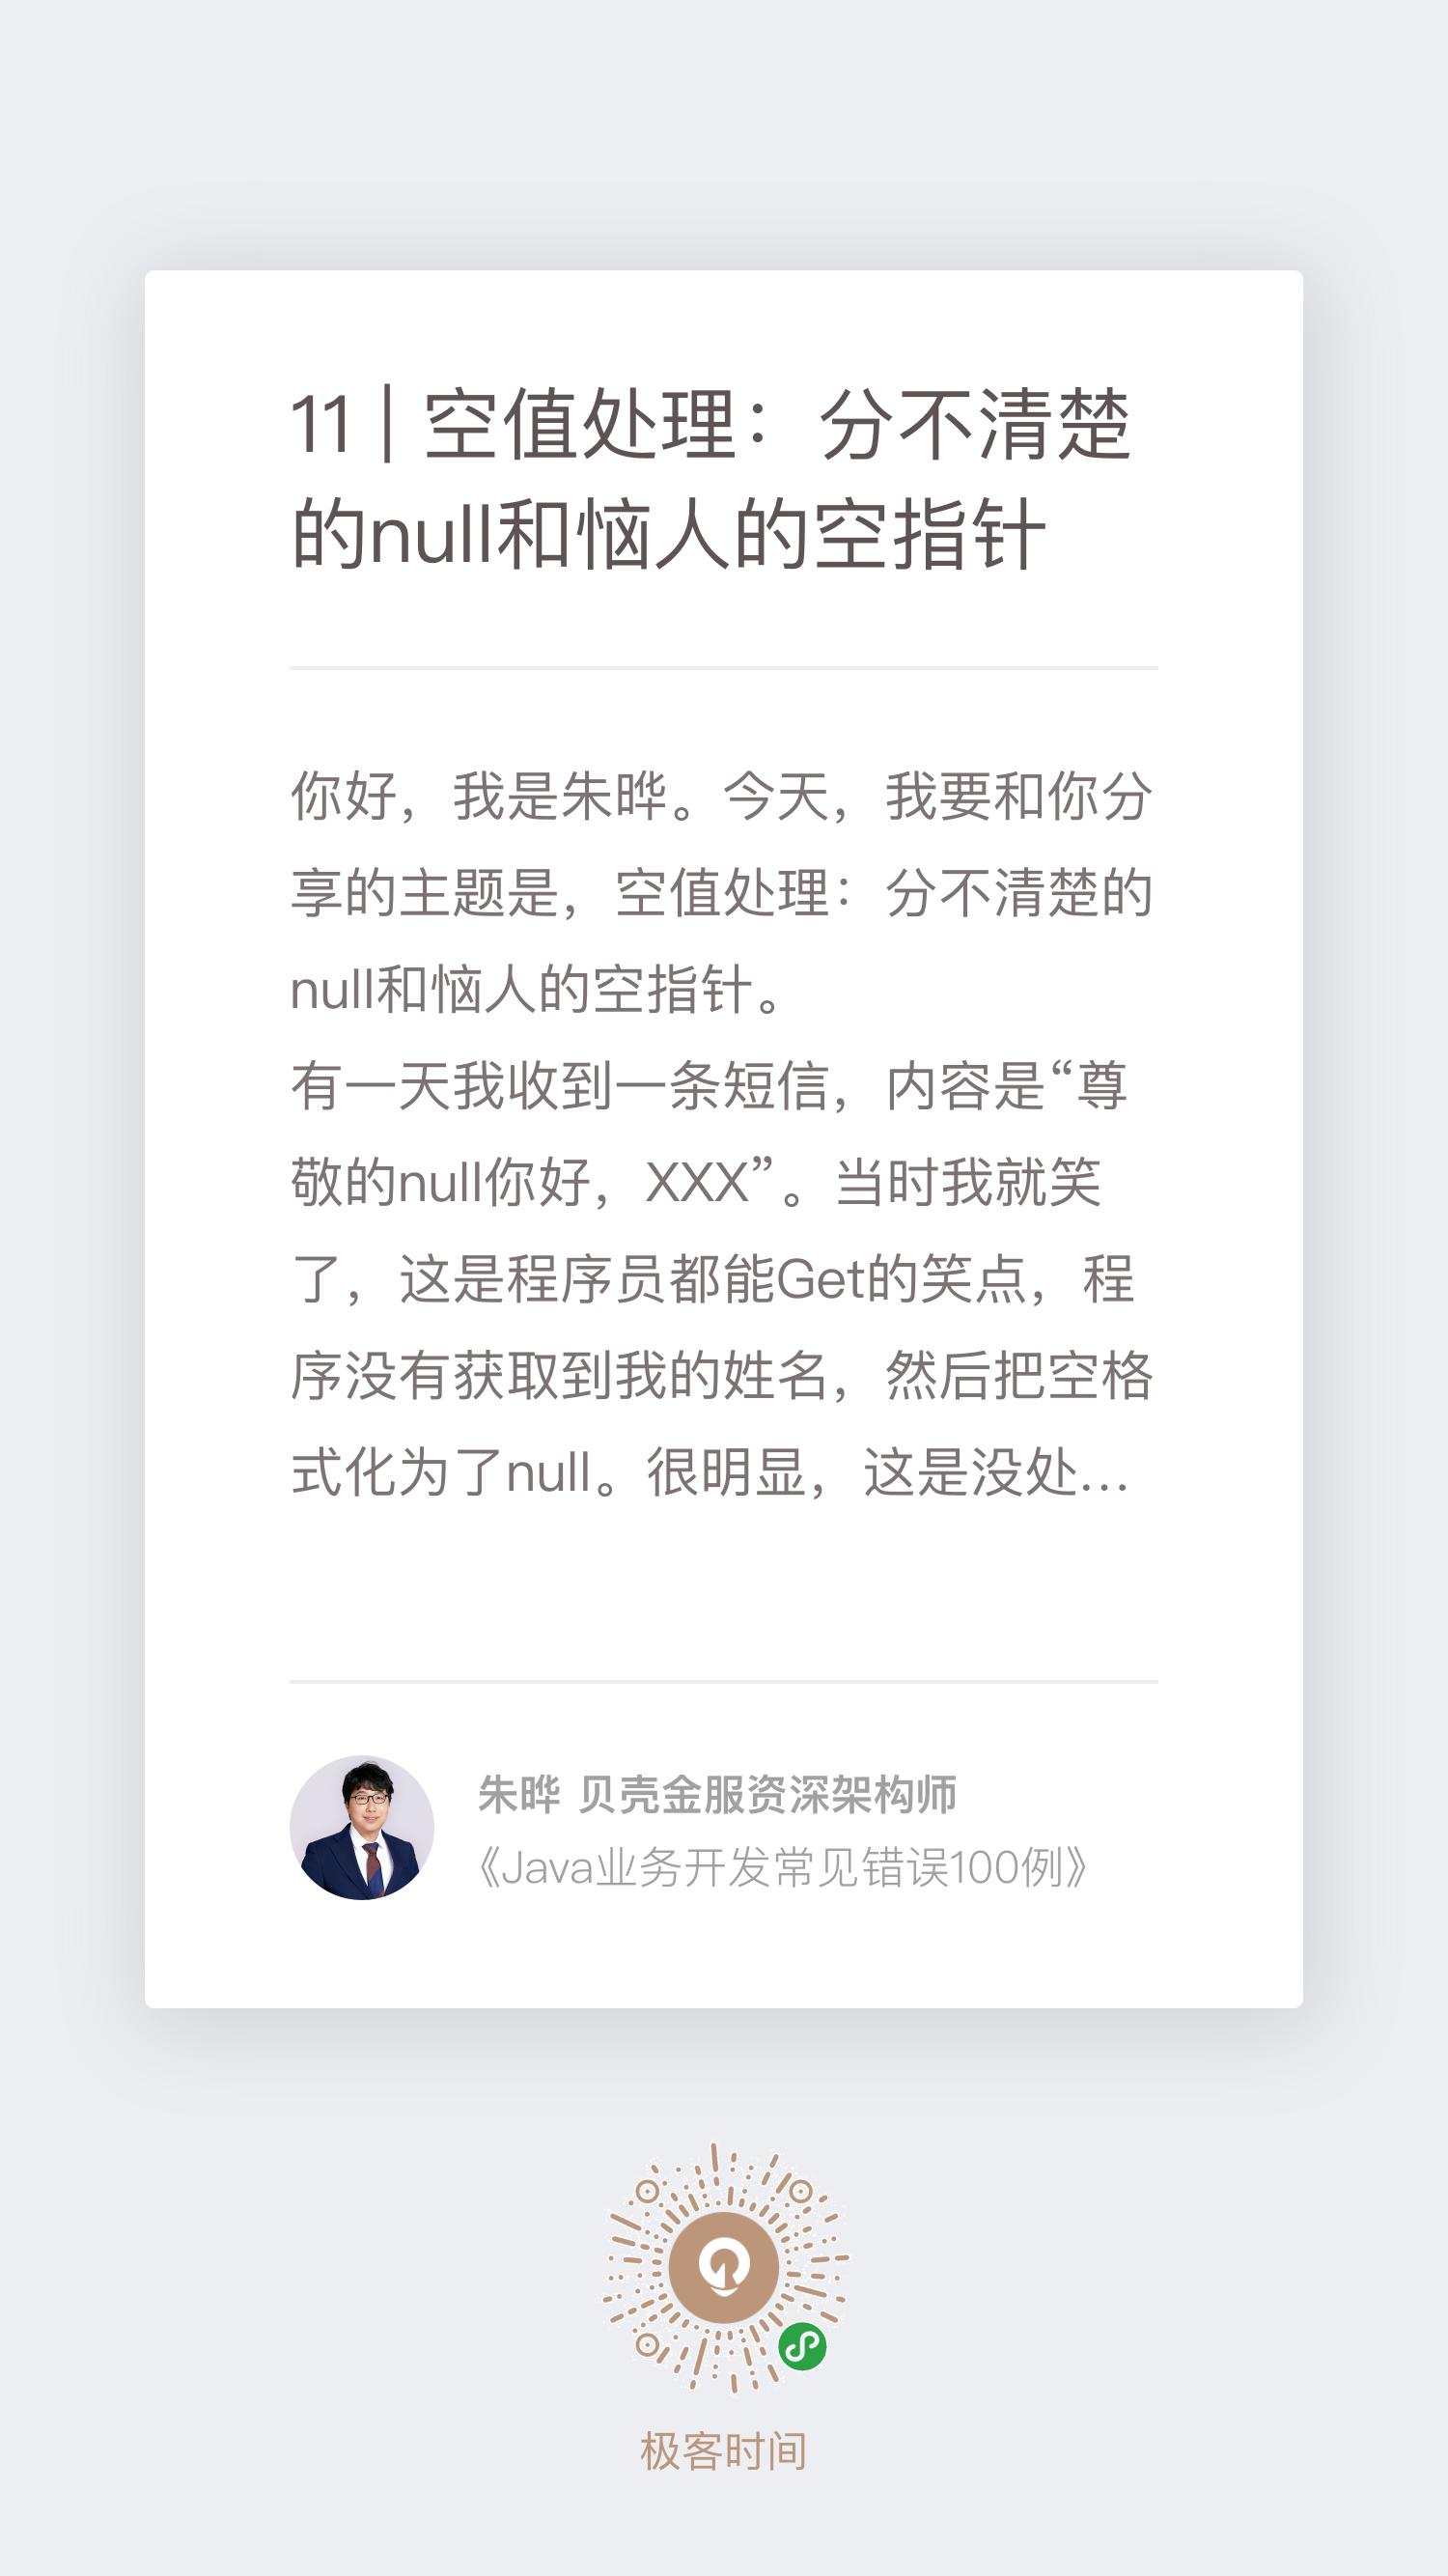 11 | 空值处理：分不清楚
的null和恼人的空指针
你好，我是朱晔。今天，我要和你分
享的主题是，空值处理：分不清楚的
null和恼人的空指针。
有一天我收到一条短信，内容是“尊
敬的null你好，XXX”。当时我就笑
了，这是程序员都能Get的笑点，程
序没有获取到我的姓名，然后把空格
式化为了null。很明显，这是没处...
朱晔 贝壳金服资深架构师
《Java业务开发常见错误100例》
极客时间